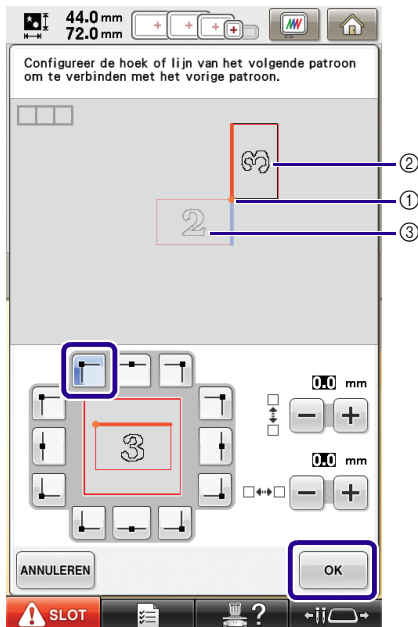 44.0 mm
72.0 mm
Configureer de hoek of lijn van het volgende patroon
om te verbinden met het vorige patroon.
3
②
①
2
③
0.0 mm
3
0.0 mm
ANNULEREN
OK
SLOT
?